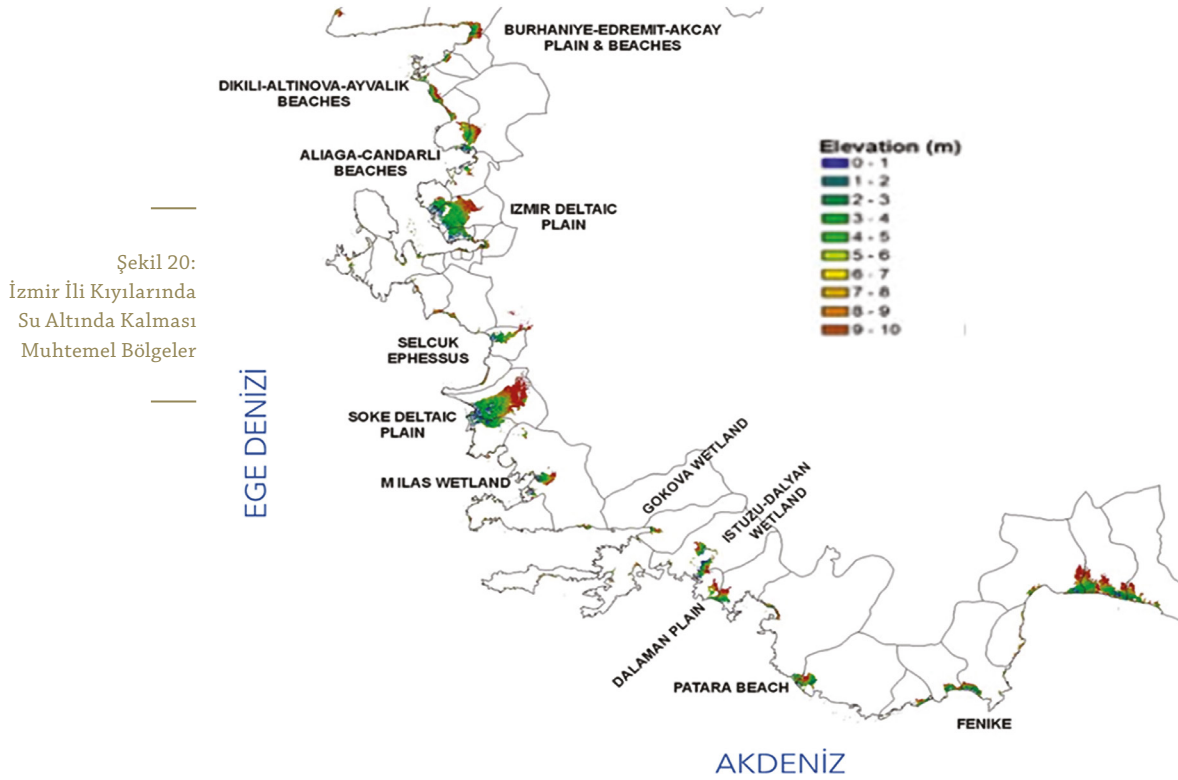 BURHANIYE-EDREMIT-AKCAY
PLAIN & BEACHES
DIKILI-ALTINOVA-AYVALIK
BEACHES
ALIAGA-CANDARLI
BEACHES
IZMIR DELTAIC
PLAIN
Elevation (m)
0 - 1
1 - 2
2 - 3
3 - 4
4 - 5
5 - 6
6 - 7
7 - 8
8 - 9
9 - 10
Şekil 20:
İzmir İli Kıyılarında
Su Altında Kalması
Muhtemel Bölgeler
SELCUK
EPHESSUS
EGE DENİZİ
SOKE DELTAIC
PLAIN
MILAS WETLAND
GOKOVA WETLAND
ISTUZU-DALYAN
WETLAND
DALAMAN PLAIN
PATARA BEACH
FENIKE
AKDENİZ